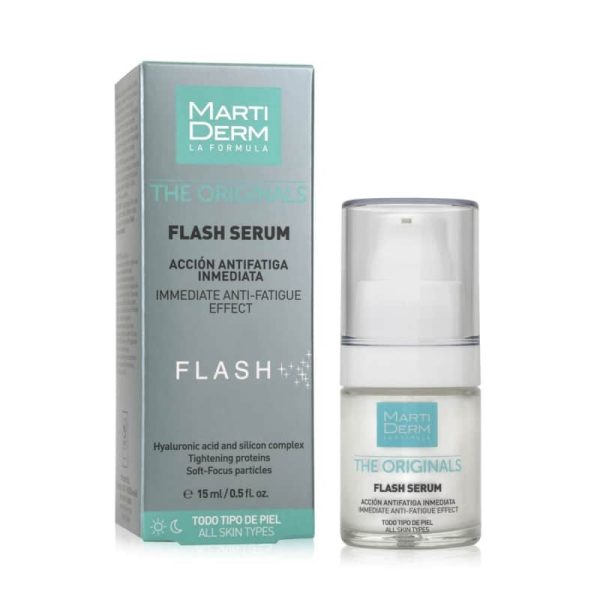 MARTI
DERM
LA FORMULA
THE ORIGINALS
FLASH SERUM
ACCIÓN ANTIFATIGA
INMEDIATA
IMMEDIATE ANTI-FATIGUE
EFFECT
FLASH
Hyaluronic acid and silicon complex
Tightening proteins
Soft-Focus particles
℮ 15 ml / 0.5 fl. oz.
TODO TIPO DE PIEL
ALL SKIN TYPES
MARTI
DERM
LA FORMULA
THE ORIGINALS
FLASH SERUM
ACCIÓN ANTIFATIGA INMEDIATA
IMMEDIATE ANTI-FATIGUE EFFECT
TODO TIPO DE PIEL
ALL SKIN TYPES